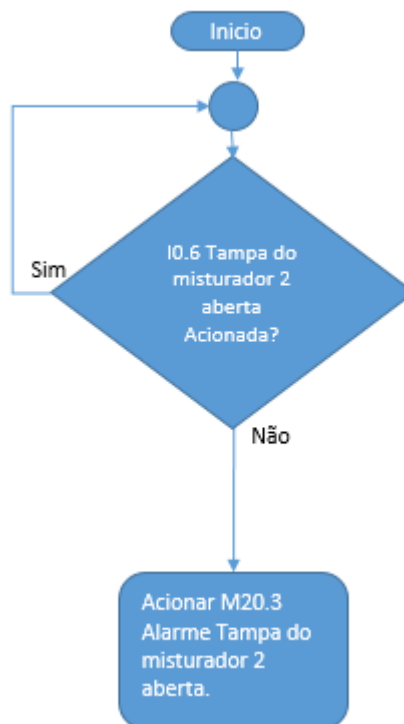 Inicio
I0.6 Tampa do
misturador 2
aberta
Acionada?
Sim
Não
Acionar M20.3
Alarme Tampa do
misturador 2
aberta.